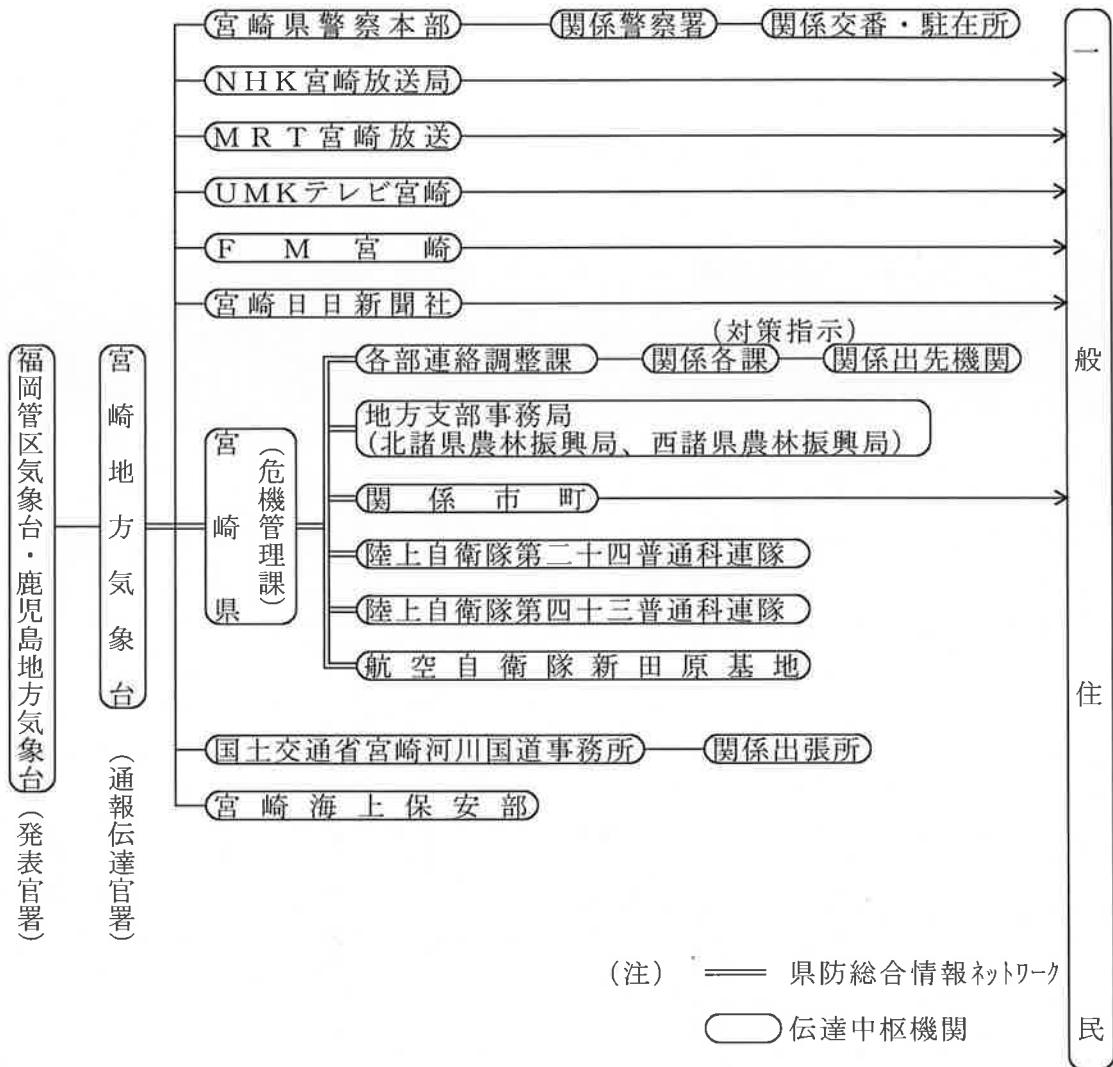 宮崎県警察本部 関係警察署 関係交番・駐在所
NHK宮崎放送局
MRT宮崎放送
UMKテレビ宮崎
FM宮崎
宮崎日日新聞社
福岡管区気象台・鹿児島地方気象台
(発表官署)
宮崎地方気象台
(通報伝達官署)
宮崎県
(危機管理課)
(対策指示)
各部連絡調整課 関係各課 関係出先機関
地方支部事務局
(北諸県農林振興局、西諸県農林振興局)
関係市町
陸上自衛隊第二十四普通科連隊
陸上自衛隊第四十三普通科連隊
航空自衛隊新田原基地
国土交通省宮崎河川国道事務所 関係出張所
宮崎海上保安部
一般住民
(注) 県防総合情報ネットワーク
伝達中枢機関